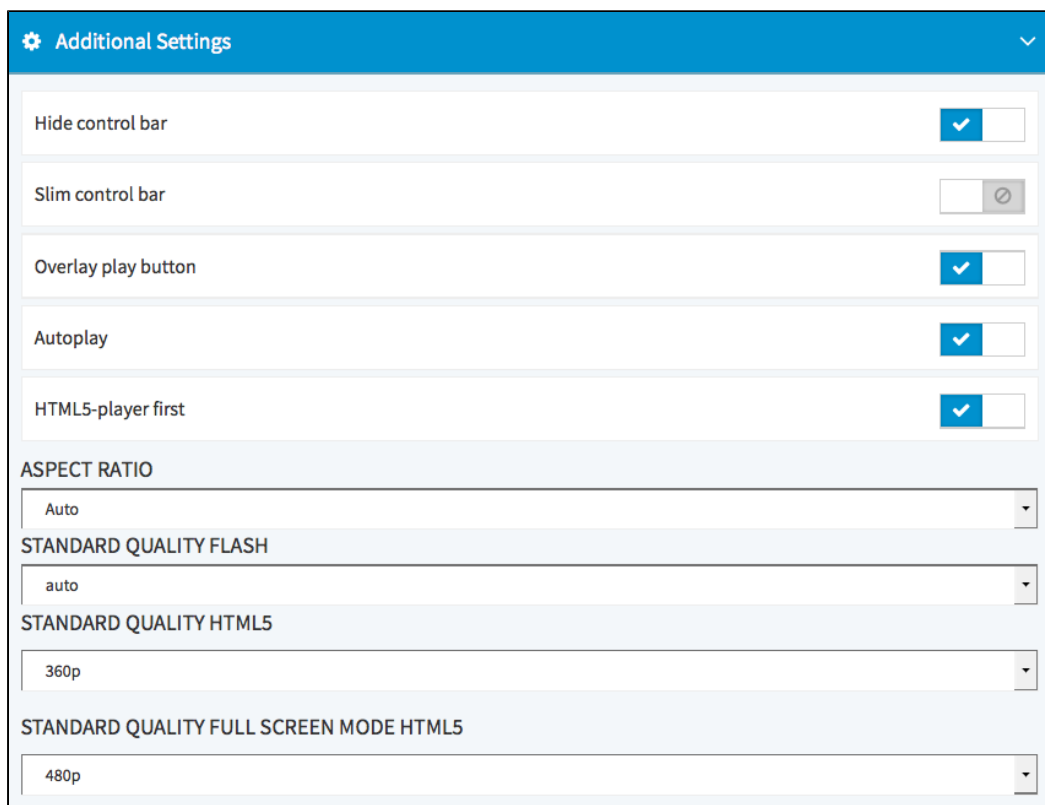 Additional Settings
Hide control bar
Slim control bar
Overlay play button
Autoplay
HTML5-player first
ASPECT RATIO
Auto
STANDARD QUALITY FLASH
auto
STANDARD QUALITY HTML5
360p
STANDARD QUALITY FULL SCREEN MODE HTML5
480p